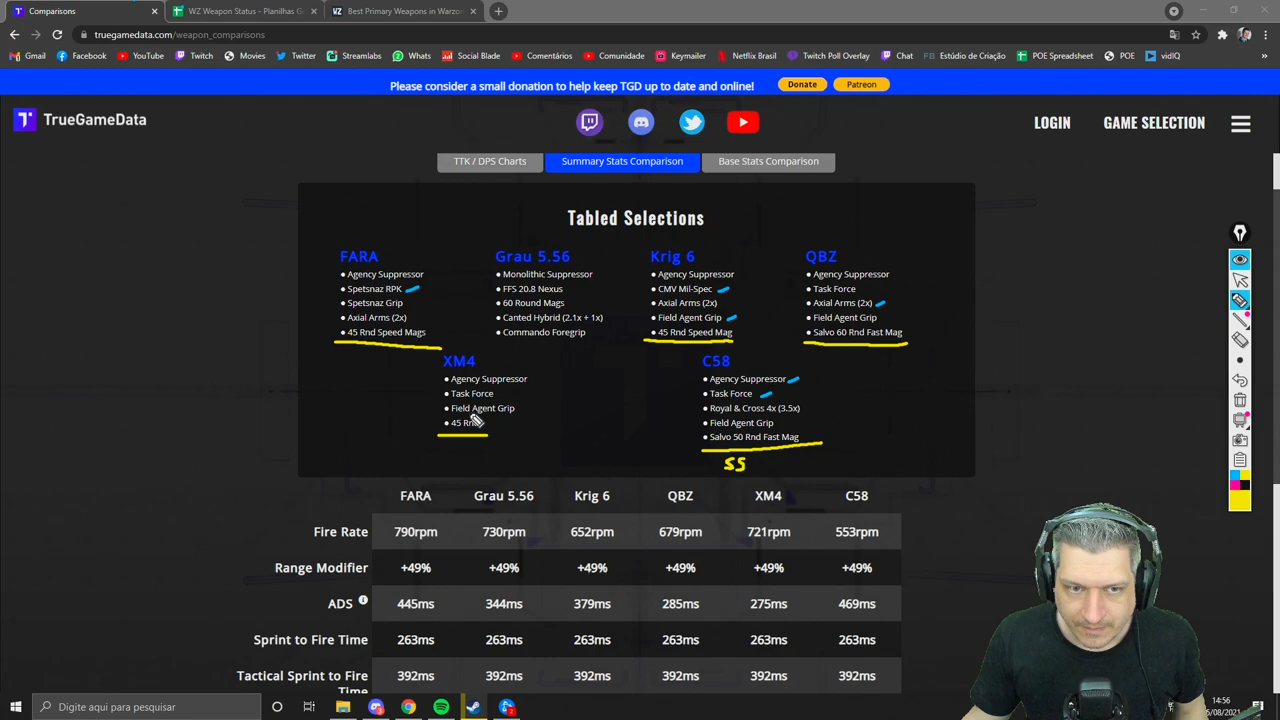 Comparisons
WZ Weapon Status - Planilhas G
Best Primary Weapons in Warzo
truegamedata.com/weapon_comparisons
Gmail Facebook YouTube Twitch Movies Twitter Streamlabs Whats Social Blade Comentários Comunidade Keymailer Netflix Brasil Twitch Poll Overlay Chat Estúdio de Criação POE Spreadsheet POE vidIQ
Please consider a small donation to help keep TGD up to date and online!
Donate
Patreon
TrueGameData
LOGIN
GAME SELECTION
TTK / DPS Charts
Summary Stats Comparison
Base Stats Comparison
Tabled Selections
FARA
• Agency Suppressor
• Spetsnaz RPK
• Spetsnaz Grip
• Axial Arms (2x)
• 45 Rnd Speed Mags
Grau 5.56
• Monolithic Suppressor
• FFS 20.8 Nexus
• 60 Round Mags
• Canted Hybrid (2.1x + 1x)
• Commando Foregrip
Krig 6
• Agency Suppressor
• CMV Mil-Spec
• Axial Arms (2x)
• Field Agent Grip
• 45 Rnd Speed Mag
QBZ
• Agency Suppressor
• Task Force
• Axial Arms (2x)
• Field Agent Grip
• Salvo 60 Rnd Fast Mag
XM4
• Agency Suppressor
• Task Force
• Field Agent Grip
• 45 Rnd
C58
• Agency Suppressor
• Task Force
• Royal & Cross 4x (3.5x)
• Field Agent Grip
• Salvo 50 Rnd Fast Mag
55
FARA Grau 5.56 Krig 6 QBZ XM4 C58
Fire Rate 790rpm 730rpm 652rpm 679rpm 721rpm 553rpm
Range Modifier +49% +49% +49% +49% +49% +49%
ADS 445ms 344ms 379ms 285ms 275ms 469ms
Sprint to Fire Time 263ms 263ms 263ms 263ms 263ms 263ms
Tactical Sprint to Fire Time 392ms 392ms 392ms 392ms 392ms 392ms
Digite aqui para pesquisar
14:56
5/08/2021